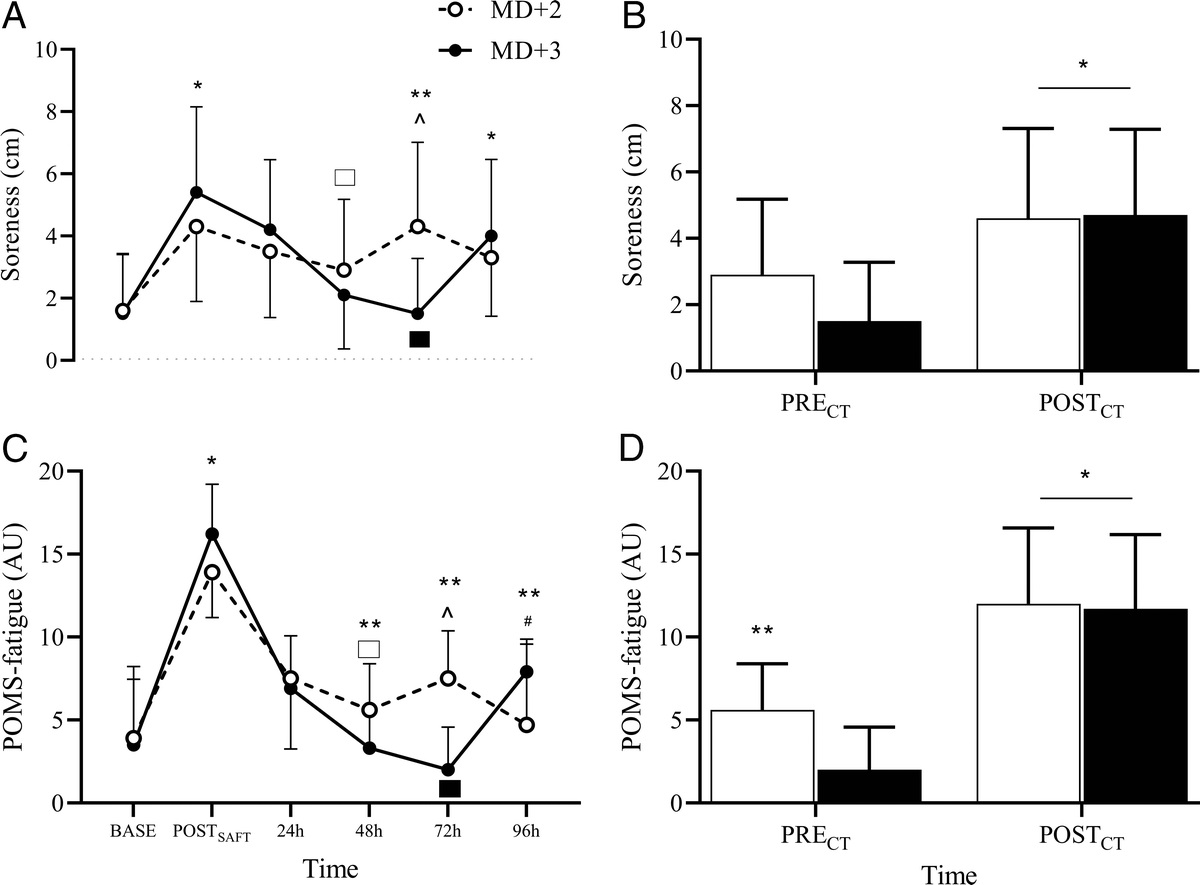 A
MD+2
MD+3
10
8
6
4
2
0
Soreness (cm)
*
**
^
*
B
10
8
6
4
2
0
Soreness (cm)
*
PRECT
POSTCT
C
20
15
10
5
0
POMS-fatigue (AU)
*
**
**
^
**
#
BASE POSTSAFT 24h 48h 72h 96h
Time
D
20
15
10
5
0
POMS-fatigue (AU)
**
*
PRECT
POSTCT
Time